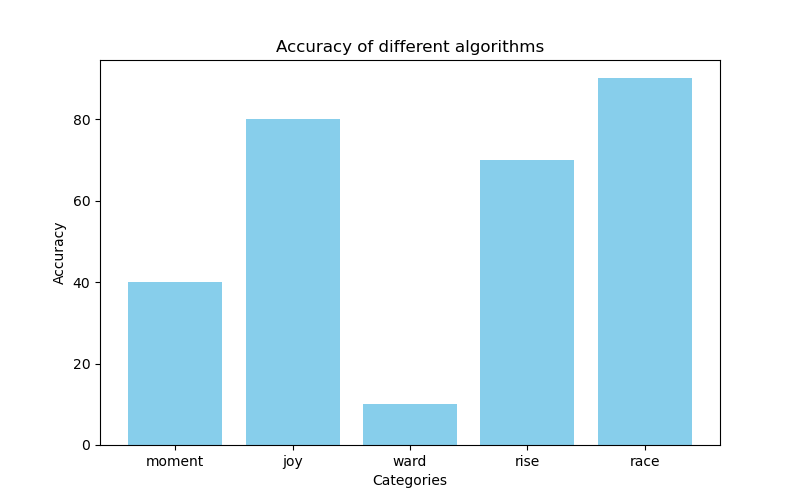 Accuracy of different algorithms
Accuracy
80
60
40
20
0
moment joy ward rise race
Categories